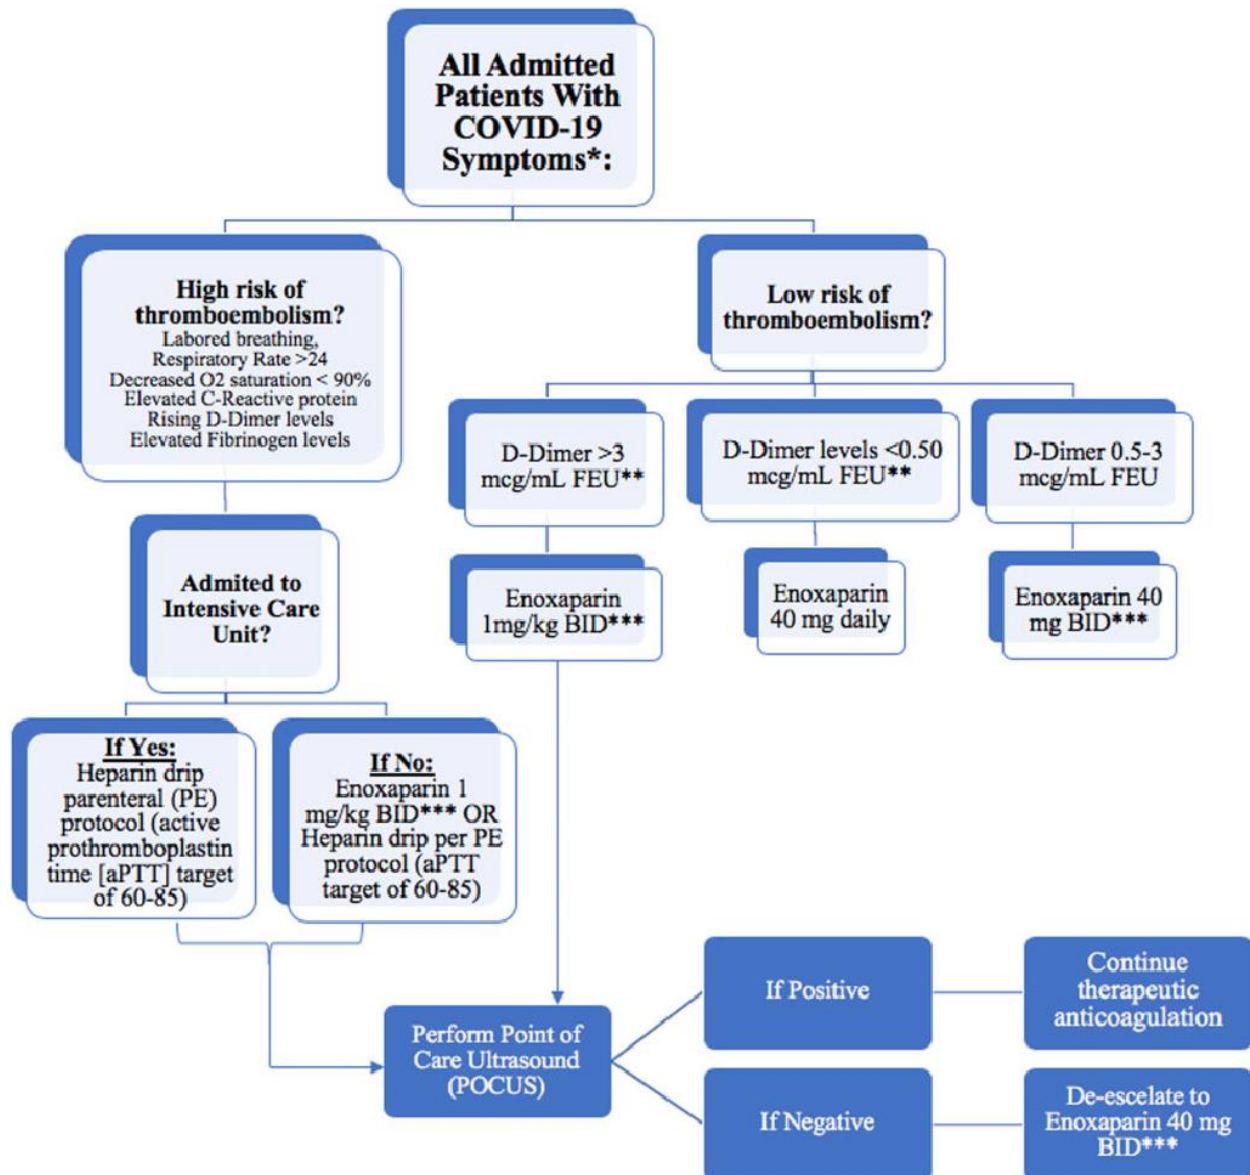 All Admitted
Patients With
COVID-19
Symptoms*:
High risk of
thromboembolism?
Labored breathing,
Respiratory Rate >24
Decreased O2 saturation < 90%
Elevated C-Reactive protein
Rising D-Dimer levels
Elevated Fibrinogen levels
Low risk of
thromboembolism?
D-Dimer >3
mcg/mL FEU**
D-Dimer levels <0.50
mcg/mL FEU**
D-Dimer 0.5-3
mcg/mL FEU
Admited to
Intensive Care
Unit?
Enoxaparin
1mg/kg BID***
Enoxaparin
40 mg daily
Enoxaparin 40
mg BID***
If Yes:
Heparin drip
parenteral (PE)
protocol (active
prothromboplastin
time [aPTT] target
of 60-85)
If No:
Enoxaparin 1
mg/kg BID*** OR
Heparin drip per PE
protocol (aPTT
target of 60-85)
Perform Point of
Care Ultrasound
(POCUS)
If Positive
Continue
therapeutic
anticoagulation
If Negative
De-escelate to
Enoxaparin 40 mg
BID***